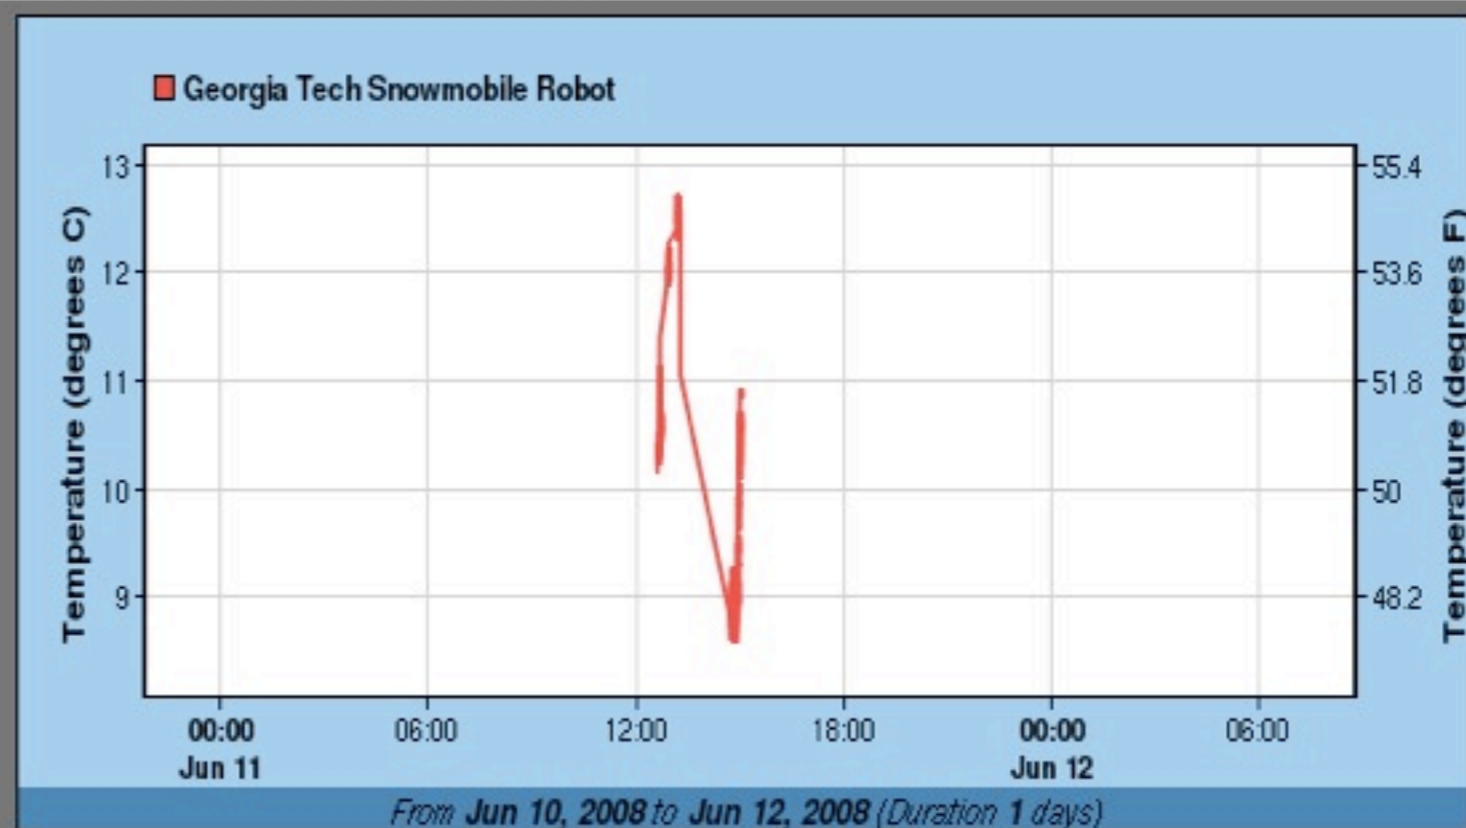 Georgia Tech Snowmobile Robot
13
55.4
12
53.6
11
51.8
10
50
9
48.2
Temperature (degrees C)
Temperature (degrees F)
00:00
06:00
12:00
18:00
00:00
06:00
Jun 11
Jun 12
From Jun 10, 2008 to Jun 12, 2008 (Duration 1 days)